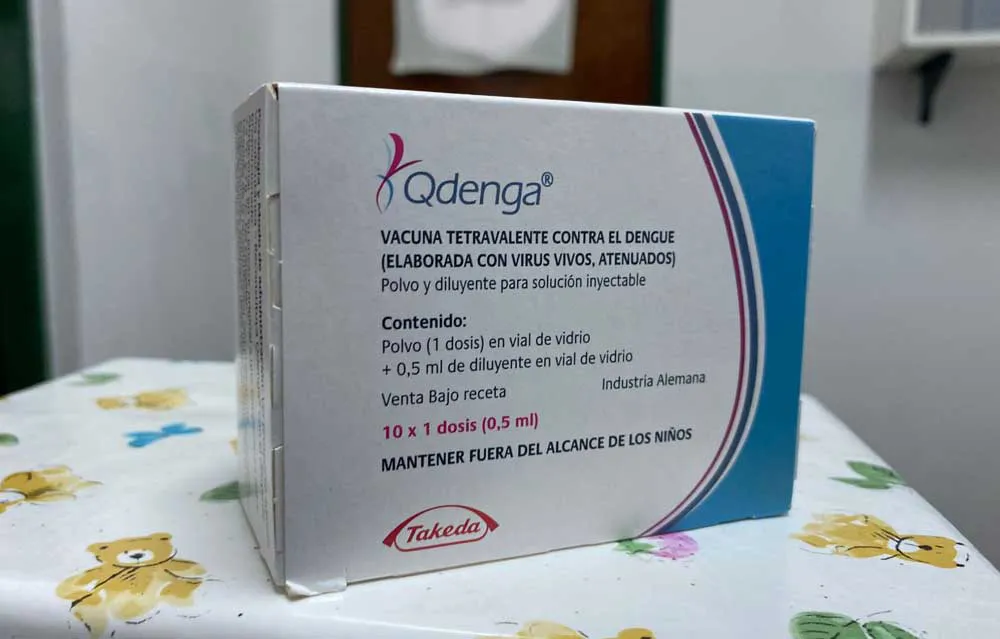 Qdenga®
VACUNA TETRAVALENTE CONTRA EL DENGUE
(ELABORADA CON VIRUS VIVOS, ATENUADOS)
Polvo y diluyente para solución inyectable
Contenido:
Polvo (1 dosis) en vial de vidrio
+ 0,5 ml de diluyente en vial de vidrio
Venta Bajo receta
Industria Alemana
10 x 1 dosis (0,5 ml)
MANTENER FUERA DEL ALCANCE DE LOS NIÑOS
Takeda